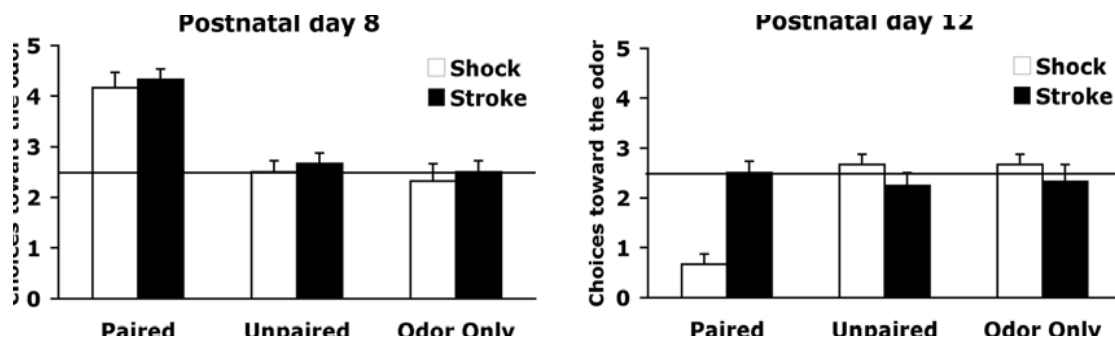 Postnatal day 8
Choices toward the odor
5
4
3
2
1
0
Shock
Stroke
Paired Unpaired Odor Only
Postnatal day 12
Choices toward the odor
5
4
3
2
1
0
Shock
Stroke
Paired Unpaired Odor Only